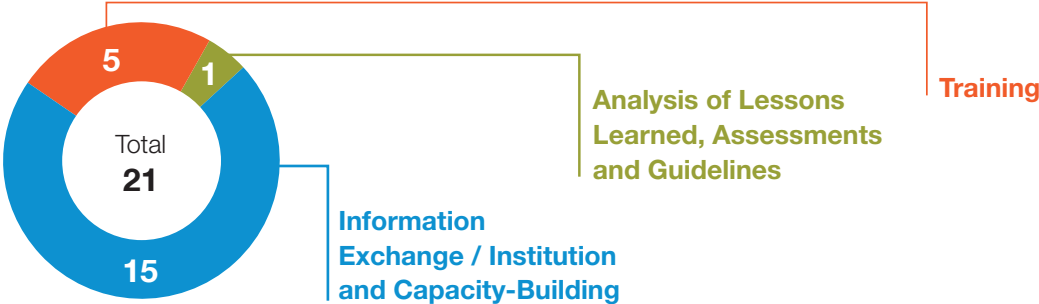 5
1
Total
21
15
Training
Analysis of Lessons
Learned, Assessments
and Guidelines
Information
Exchange / Institution
and Capacity-Building